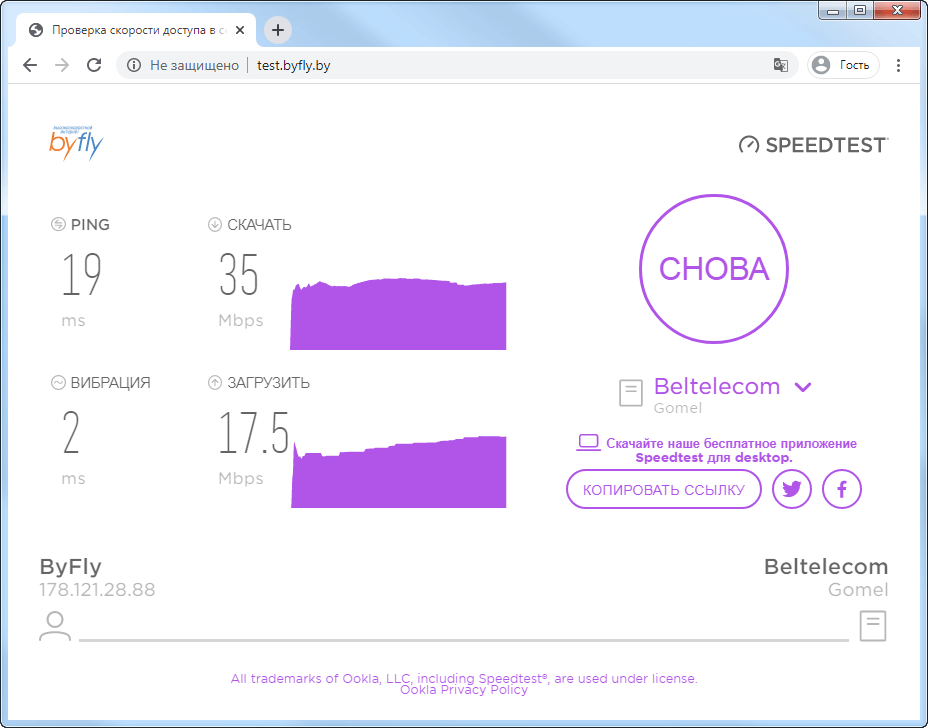 Проверка скорости доступа в с
Не защищено
test.byfly.by
Гость
byfly
SPEEDTEST
PING
19
ms
СКАЧАТЬ
35
Mbps
СНОВА
ВИБРАЦИЯ
2
ms
ЗАГРУЗИТЬ
17.5
Mbps
Beltelecom
Gomel
Скачайте наше бесплатное приложение
Speedtest для desktop.
КОПИРОВАТЬ ССЫЛКУ
ByFly
178.121.28.88
Beltelecom
Gomel
All trademarks of Ookla, LLC, including Speedtest®, are used under license.
Ookla Privacy Policy